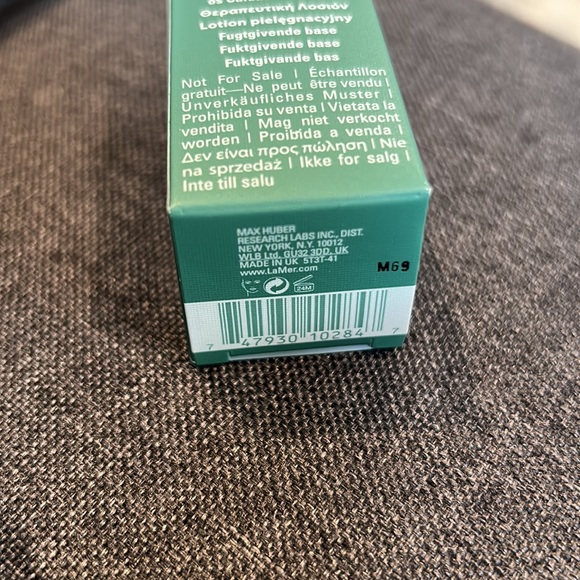 Θεραπευτική Λοσιόν
Lotion pielęgnacyjny
Fugtgivende base
Fuktgivende base
Fuktgivande bas
Not For Sale | Échantillon
gratuit—Ne peut être vendu |
Unverkäufliches Muster |
Prohibida su venta | Vietata la
vendita | Mag niet verkocht
worden | Proibida a venda |
Δεν είναι προς πώληση | Nie
na sprzedaż | Ikke for salg |
Inte till salu
MAX HUBER
RESEARCH LABS INC., DIST.
NEW YORK, N.Y. 10012
WLB Ltd, GU32 3DD, UK
MADE IN UK 5T3T-41
www.LaMer.com
M69
24M
7 47930 10284 7